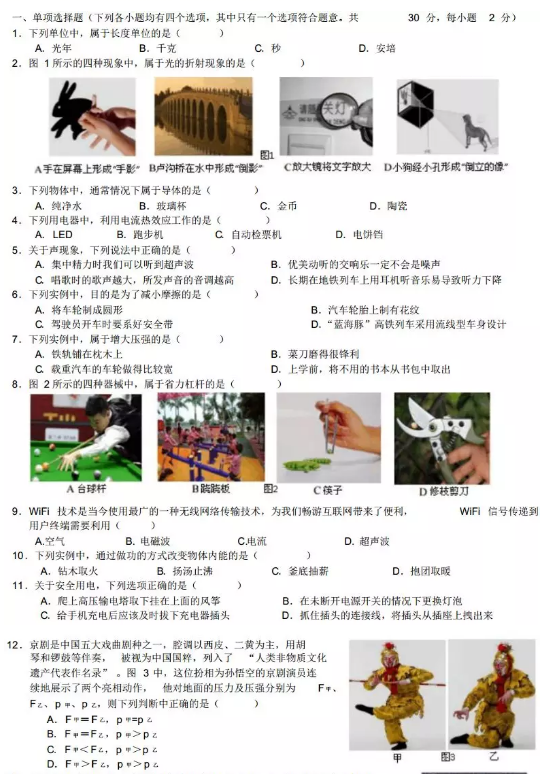 一、单项选择题（下列各小题均有四个选项，其中只有一个选项符合题意。共 30 分，每小题 2 分）
1．下列单位中，属于长度单位的是（ ）
A．光年 B．千克 C．秒 D．安培
2．图 1所示的四种现象中，属于光的折射现象的是（ ）
请随 关灯
图1
A手在屏幕上形成“手影” B卢沟桥在水中形成“倒影” C放大镜将文字放大 D小狗经小孔形成“倒立的像”
3．下列物体中，通常情况下属于导体的是（ ）
A．纯净水 B．玻璃杯 C．金币 D．陶瓷
4．下列用电器中，利用电流热效应工作的是（ ）
A．LED B．跑步机 C．自动检票机 D．电饼铛
5．关于声现象，下列说法中正确的是（ ）
A．集中精力时我们可以听到超声波 B．优美动听的交响乐一定不会是噪声
C．唱歌时的歌声越大，所发声音的音调越高 D．长期在地铁列车上用耳机听音乐易导致听力下降
6．下列实例中，目的是为了减小摩擦的是（ ）
A．将车轮制成圆形 B．汽车轮胎上制有花纹
C．驾驶员开车时要系好安全带 D．“蓝海豚”高铁列车采用流线型车身设计
7．下列实例中，属于增大压强的是（ ）
A．铁轨铺在枕木上 B．菜刀磨得很锋利
C．载重汽车的车轮做得比较宽 D．上学前，将不用的书本从书包中取出
8．图 2所示的四种器械中，属于省力杠杆的是（ ）
A 台球杆 B跷跷板 图2 C筷子 D修枝剪刀
9．WiFi 技术是当今使用最广的一种无线网络传输技术，为我们畅游互联网带来了便利， WiFi 信号传递到
用户终端需要利用（ ）
A.空气 B. 电磁波 C.电流 D. 超声波
10．下列实例中，通过做功的方式改变物体内能的是（ ）
A．钻木取火 B．扬汤止沸 C．釜底抽薪 D．抱团取暖
11．关于安全用电，下列选项正确的是（ ）
A．爬上高压输电塔取下挂在上面的风筝 B．在未断开电源开关的情况下更换灯泡
C．给手机充电后应该及时拔下充电器插头 D．抓住插头的连接线，将插头从插座上拽出来
12．京剧是中国五大戏曲剧种之一，腔调以西皮、二黄为主，用胡
琴和锣鼓等伴奏， 被视为中国国粹，列入了 “人类非物质文化
遗产代表作名录”。图 3 中，这位扮相为孙悟空的京剧演员连
续地展示了两个亮相动作， 他对地面的压力及压强分别为 F甲、
F乙、p甲、p乙，则下列判断中正确的是（ ）
A．F甲=F乙，p甲=p乙
B．F甲=F乙，p甲>p乙
C．F甲<F乙，p甲>p乙
D．F甲>F乙，p甲>p乙
甲 图3 乙